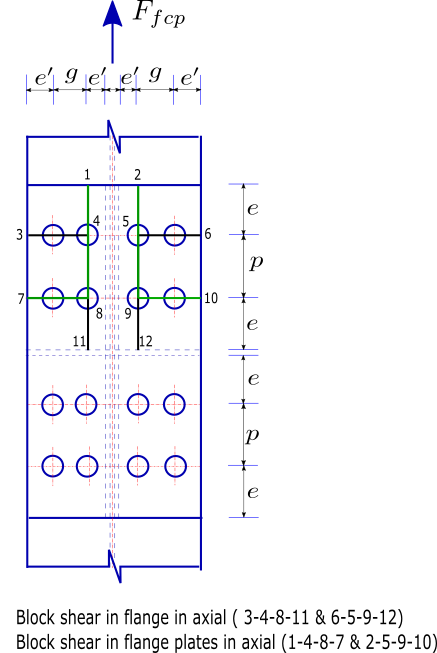 F_fcp
e' g e' e' g e'
1 2
3 4 5 6
e
p
7 8 9 10
e
11 12
e
p
e
Block shear in flange in axial ( 3-4-8-11 & 6-5-9-12)
Block shear in flange plates in axial (1-4-8-7 & 2-5-9-10)